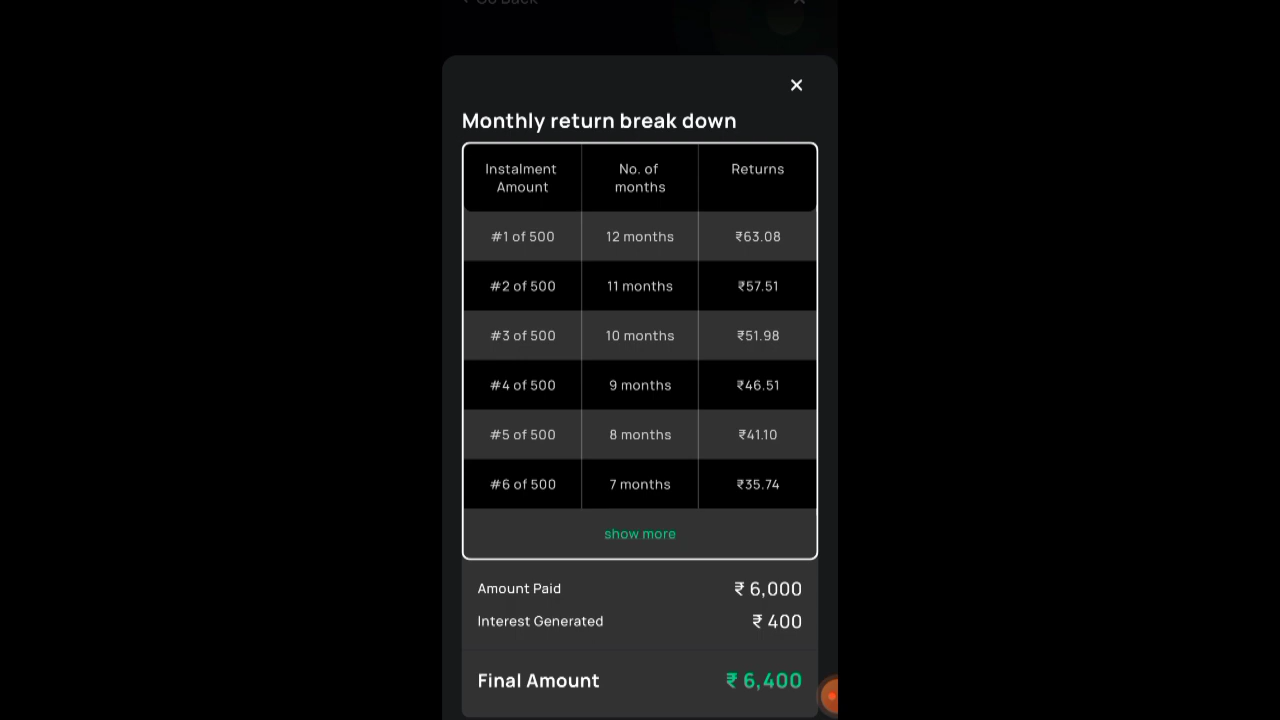 Go Back
Monthly return break down
Instalment Amount
No. of months
Returns
#1 of 500
12 months
₹63.08
#2 of 500
11 months
₹57.51
#3 of 500
10 months
₹51.98
#4 of 500
9 months
₹46.51
#5 of 500
8 months
₹41.10
#6 of 500
7 months
₹35.74
show more
Amount Paid
₹ 6,000
Interest Generated
₹ 400
Final Amount
₹ 6,400